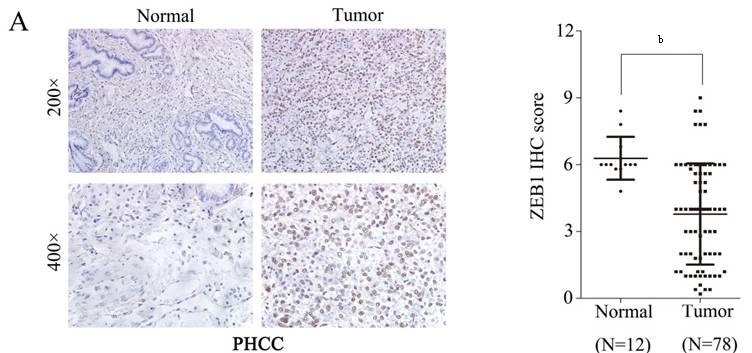 A
Normal
Tumor
200×
400×
PHCC
b
ZEB1 IHC score
12
9
6
3
0
Normal
Tumor
(N=12)
(N=78)